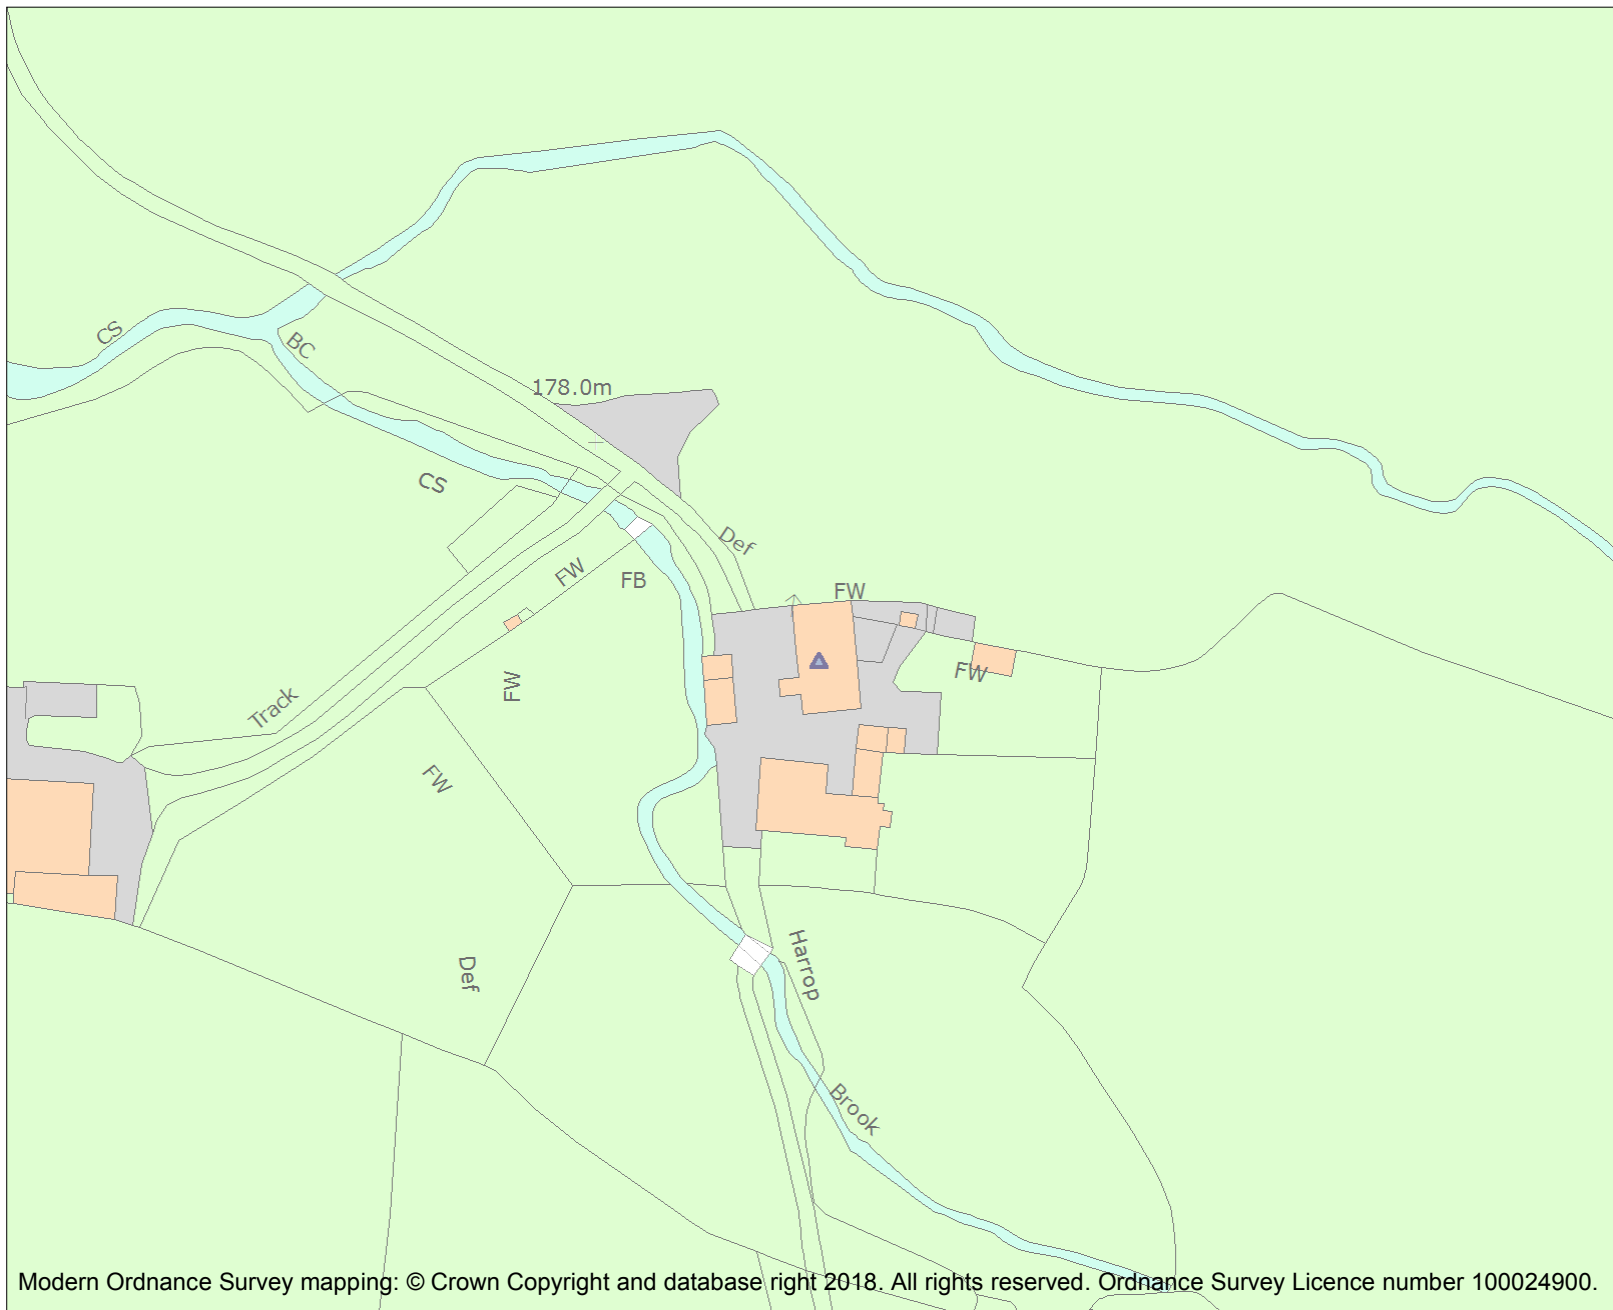 CS
BC
178.0m
CS
Def
FW
FB
FW
FW
FW
Track
FW
Harrop
Def
Brook
Modern Ordnance Survey mapping: © Crown Copyright and database right 2018. All rights reserved. Ordnance Survey Licence number 100024900.